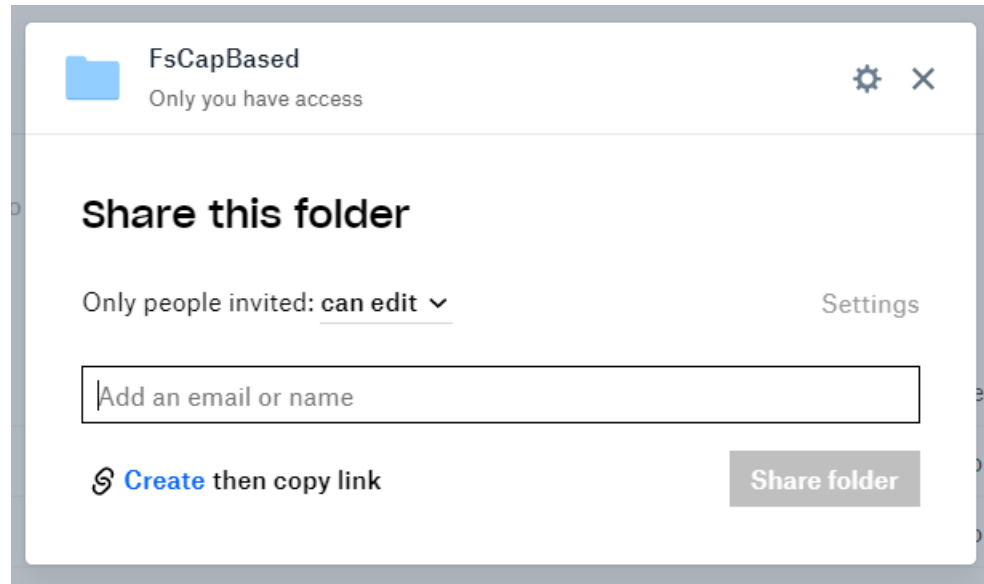 FsCapBased
Only you have access
Share this folder
Only people invited: can edit
Settings
Add an email or name
Create then copy link
Share folder